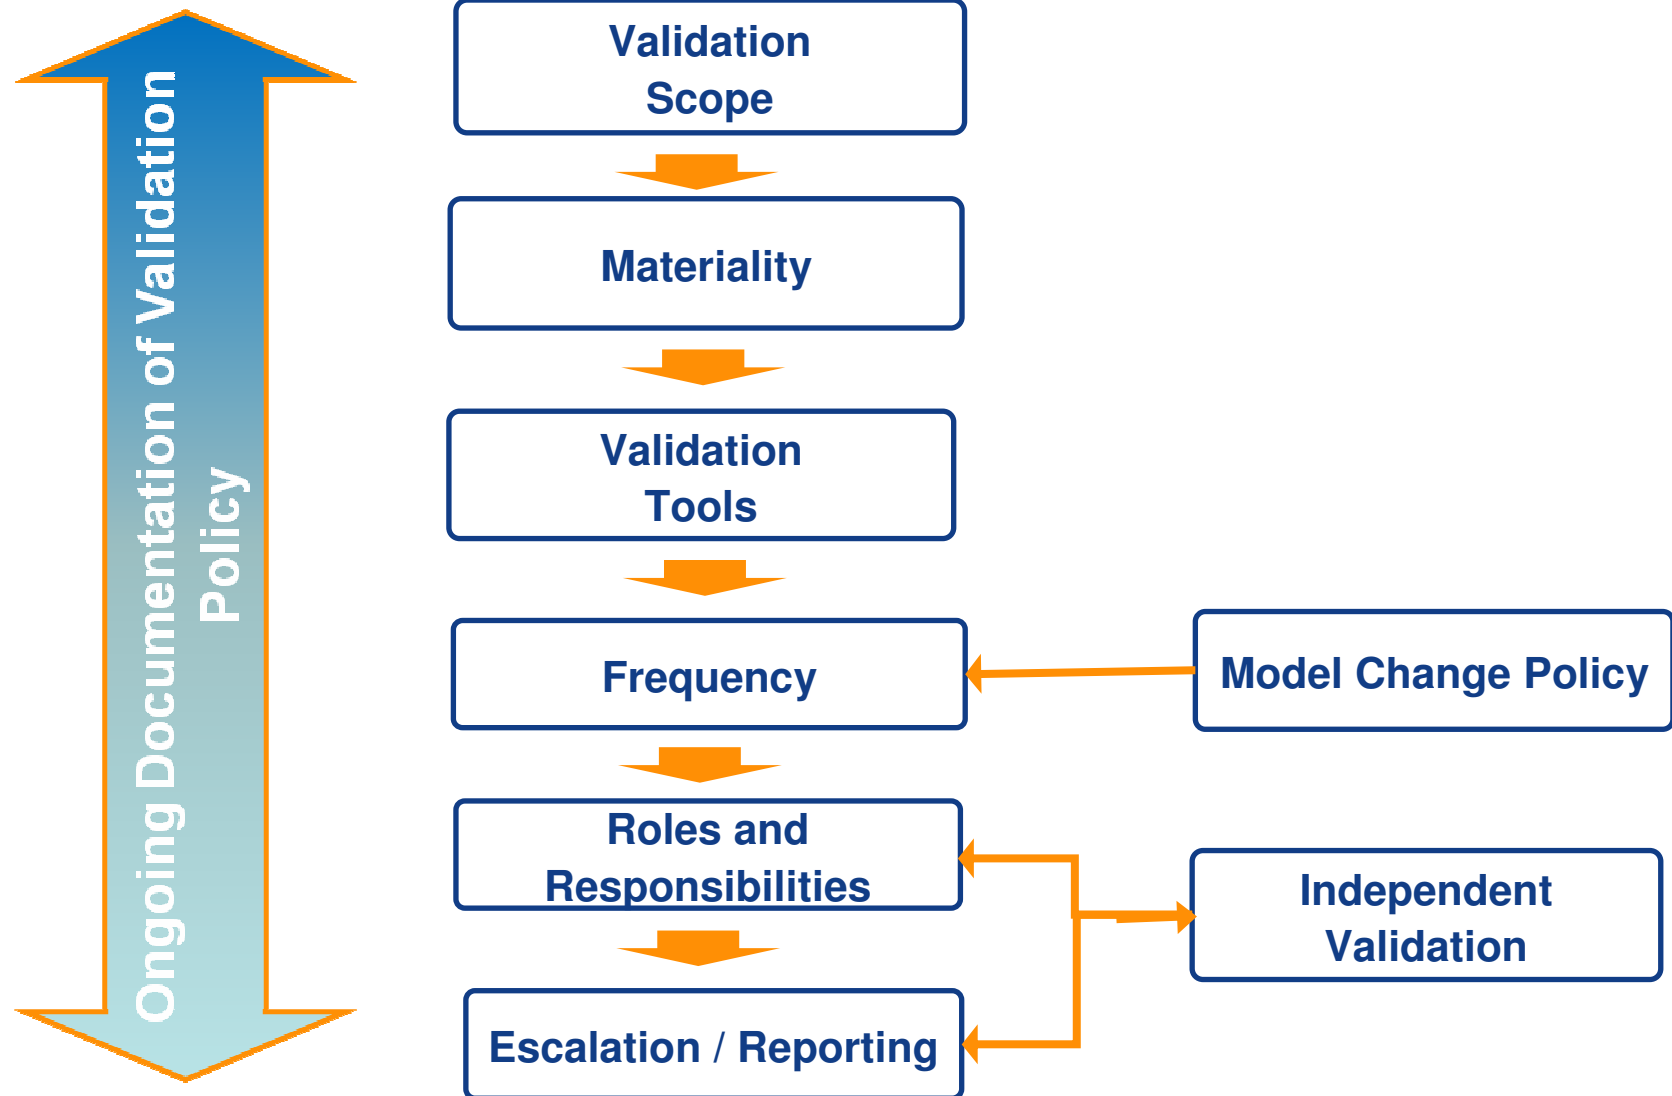 Ongoing Documentation of Validation
Policy
Validation
Scope
Materiality
Validation
Tools
Frequency
Model Change Policy
Roles and
Responsibilities
Independent
Validation
Escalation / Reporting